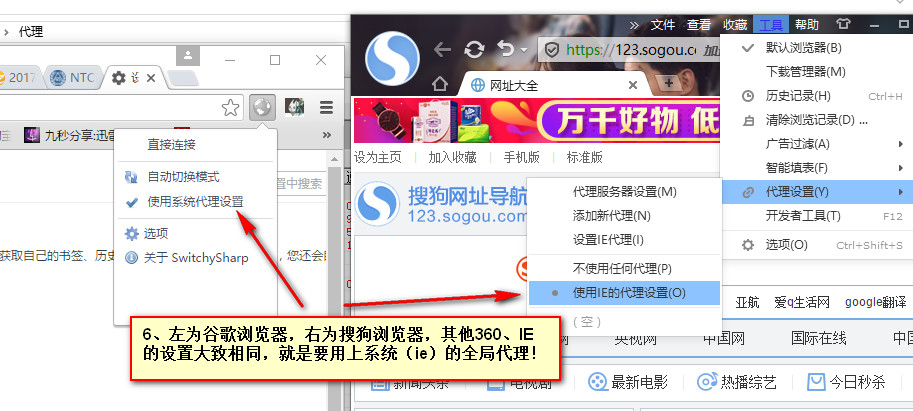 代理
2017
NTC
九秒分享:迅雷
直接连接
自动切换模式
使用系统代理设置
选项
关于 SwitchySharp
置中搜索
获取自己的书签、历史
，您还会自
» 文件 查看 收藏 工具 帮助
https://123.sogou.c
网址大全
万千好物 低
设为主页 加入收藏 手机版 标准版
搜狗网址导航
123.sogou.com
默认浏览器(B)
下载管理器(M)
历史记录(H) Ctrl+H
清除浏览记录(D) ...
广告过滤(A)
智能填表(F)
代理设置(Y)
开发者工具(T) F12
选项(O) Ctrl+Shift+S
代理服务器设置(M)
添加新代理(N)
设置IE代理(I)
不使用任何代理(P)
使用IE的代理设置(O)
（空）
亚航 爱q生活网 google翻译
央视网 中国网 国际在线 中国
新闻头条 电视剧 最新电影 热播综艺 今日秒杀
6、左为谷歌浏览器，右为搜狗浏览器，其他360、IE
的设置大致相同，就是要用上系统（ie）的全局代理！